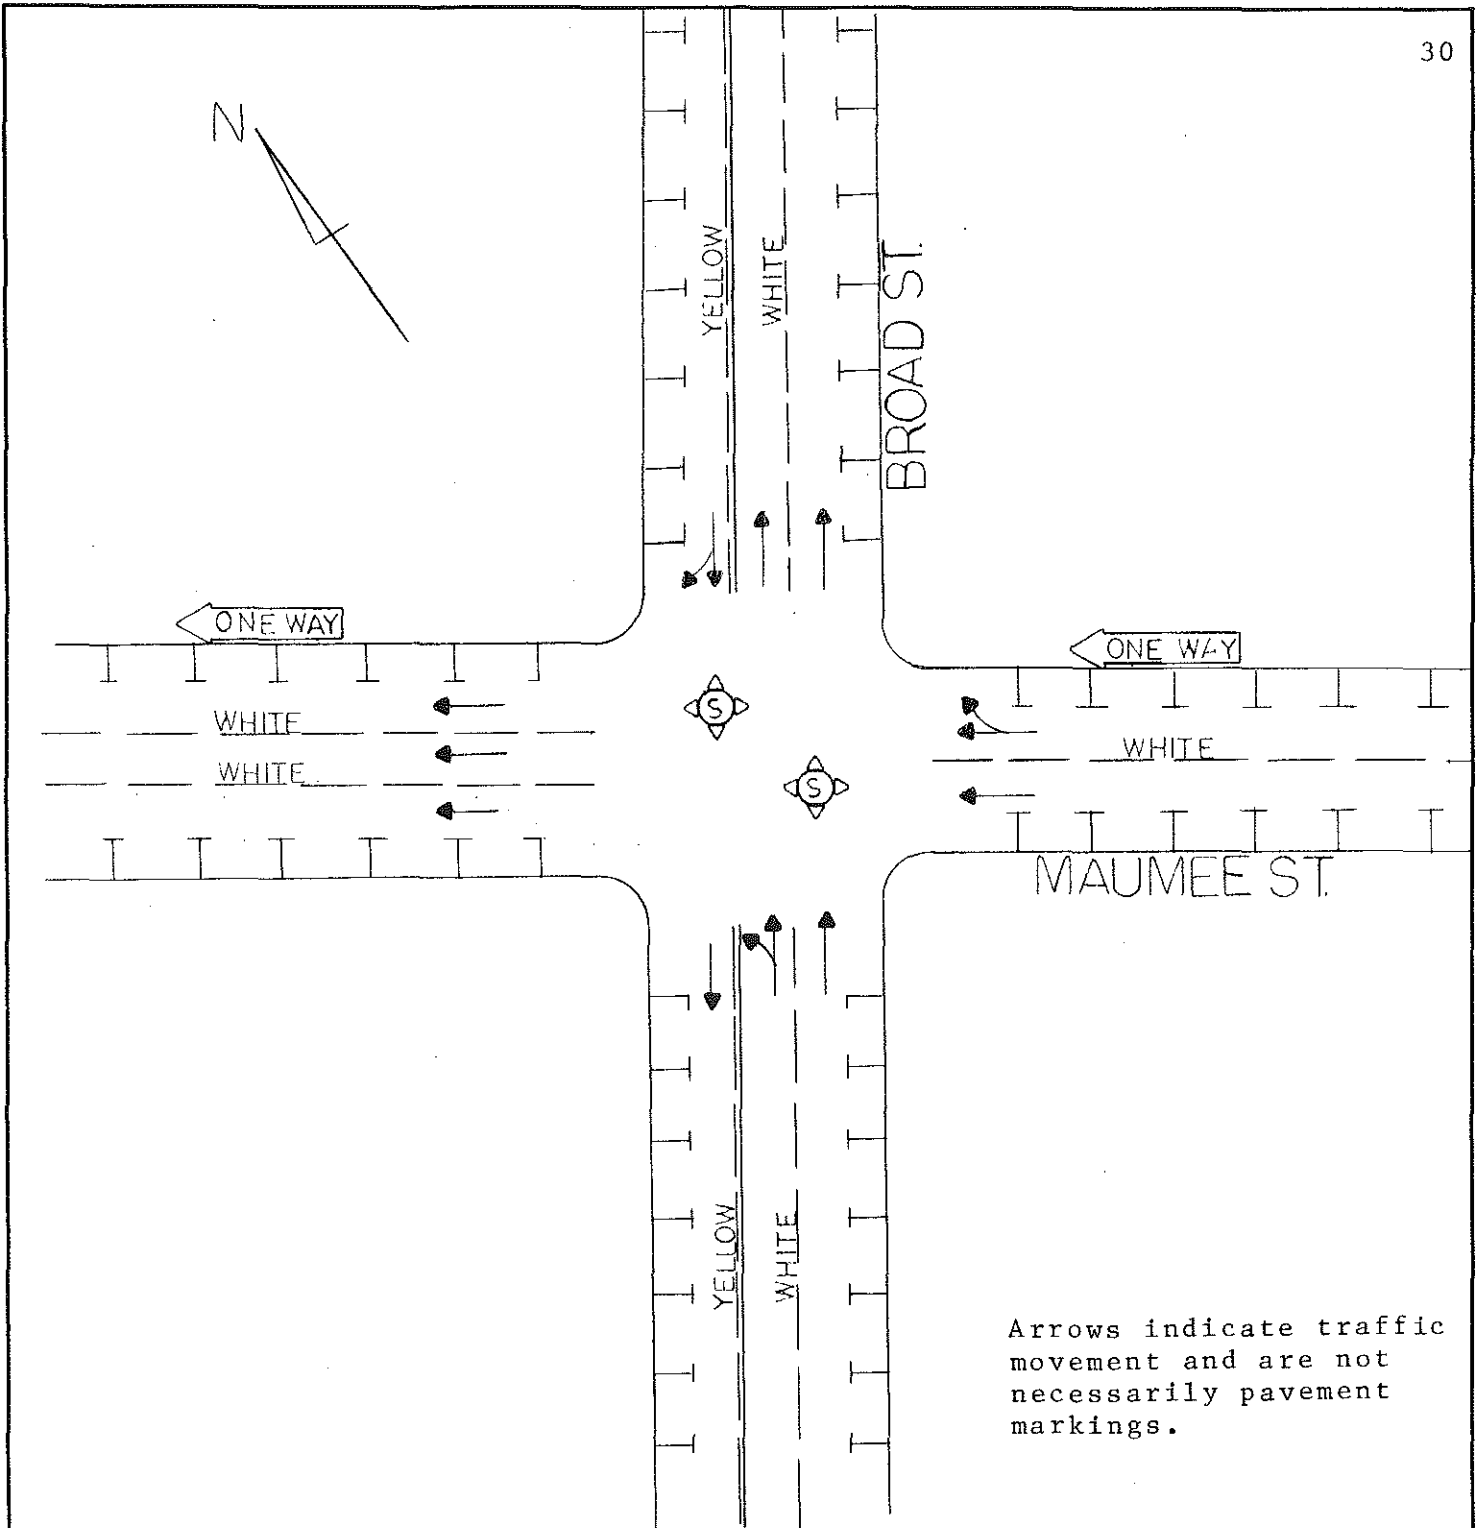 30
N
YELLOW
WHITE
BROAD ST.
ONE WAY
ONE WAY
WHITE
WHITE
WHITE
S
S
MAUMEE ST.
YELLOW
WHITE
Arrows indicate traffic
movement and are not
necessarily pavement
markings.